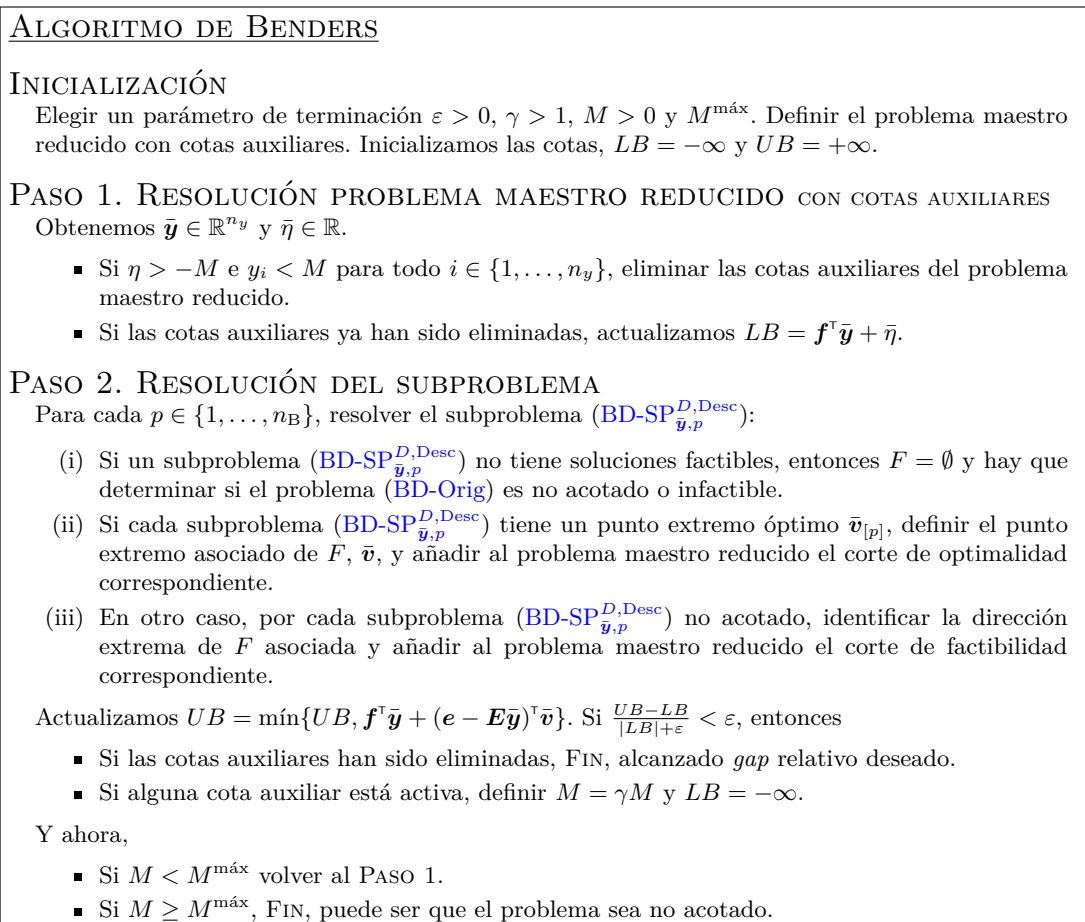 ALGORITMO DE BENDERS
INICIALIZACIÓN
Elegir un parámetro de terminación ε > 0, γ > 1, M > 0 y M^máx. Definir el problema maestro
reducido con cotas auxiliares. Inicializamos las cotas, LB = −∞ y UB = +∞.
PASO 1. RESOLUCIÓN PROBLEMA MAESTRO REDUCIDO CON COTAS AUXILIARES
Obtenemos ȳ ∈ ℝ^{n_y} y η̄ ∈ ℝ.
▪ Si η > −M e y_i < M para todo i ∈ {1, . . . , n_y}, eliminar las cotas auxiliares del problema
maestro reducido.
▪ Si las cotas auxiliares ya han sido eliminadas, actualizamos LB = f^⊤ȳ + η̄.
PASO 2. RESOLUCIÓN DEL SUBPROBLEMA
Para cada p ∈ {1, . . . , n_B}, resolver el subproblema (BD-SP^{D,Desc}_{ȳ,p}):
(i) Si un subproblema (BD-SP^{D,Desc}_{ȳ,p}) no tiene soluciones factibles, entonces F = ∅ y hay que
determinar si el problema (BD-Orig) es no acotado o infactible.
(ii) Si cada subproblema (BD-SP^{D,Desc}_{ȳ,p}) tiene un punto extremo óptimo v̄_{[p]}, definir el punto
extremo asociado de F, v̄, y añadir al problema maestro reducido el corte de optimalidad
correspondiente.
(iii) En otro caso, por cada subproblema (BD-SP^{D,Desc}_{ȳ,p}) no acotado, identificar la dirección
extrema de F asociada y añadir al problema maestro reducido el corte de factibilidad
correspondiente.
Actualizamos UB = mín{UB, f^⊤ȳ + (e − Eȳ)^⊤v̄}. Si \frac{UB−LB}{|LB|+ε} < ε, entonces
▪ Si las cotas auxiliares han sido eliminadas, FIN, alcanzado gap relativo deseado.
▪ Si alguna cota auxiliar está activa, definir M = γM y LB = −∞.
Y ahora,
▪ Si M < M^máx volver al PASO 1.
▪ Si M ≥ M^máx, FIN, puede ser que el problema sea no acotado.